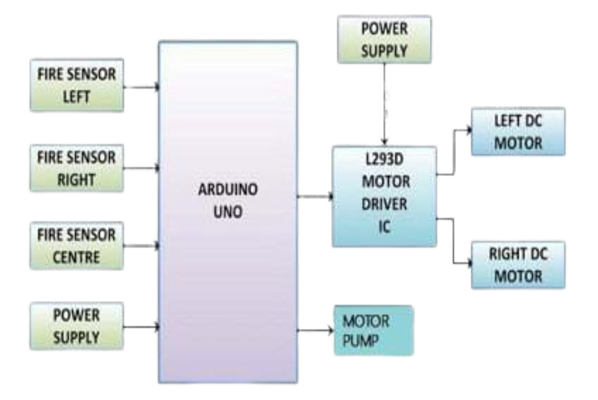 POWER
SUPPLY
FIRE SENSOR
LEFT
FIRE SENSOR
RIGHT
FIRE SENSOR
CENTRE
POWER
SUPPLY
ARDUINO
UNO
L293D
MOTOR
DRIVER
IC
LEFT DC
MOTOR
RIGHT DC
MOTOR
MOTOR
PUMP